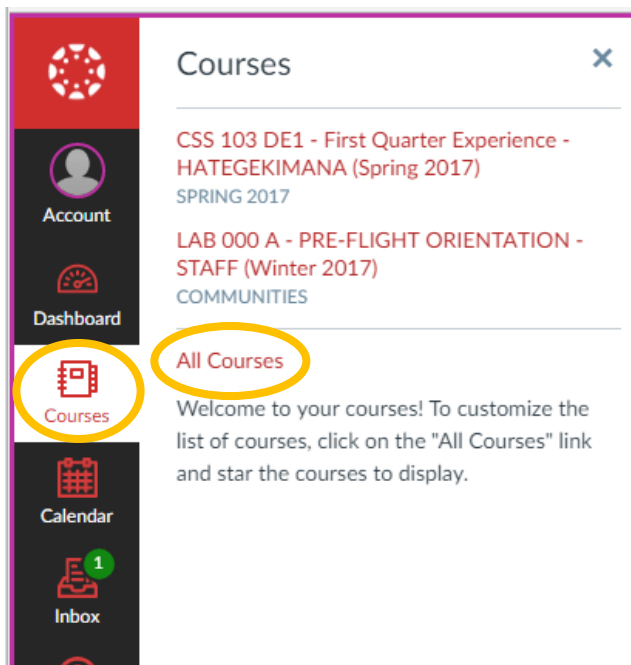 Account
Dashboard
Courses
Calendar
1
Inbox
Courses
×
CSS 103 DE1 - First Quarter Experience -
HATEGEKIMANA (Spring 2017)
SPRING 2017
LAB 000 A - PRE-FLIGHT ORIENTATION -
STAFF (Winter 2017)
COMMUNITIES
All Courses
Welcome to your courses! To customize the
list of courses, click on the "All Courses" link
and star the courses to display.